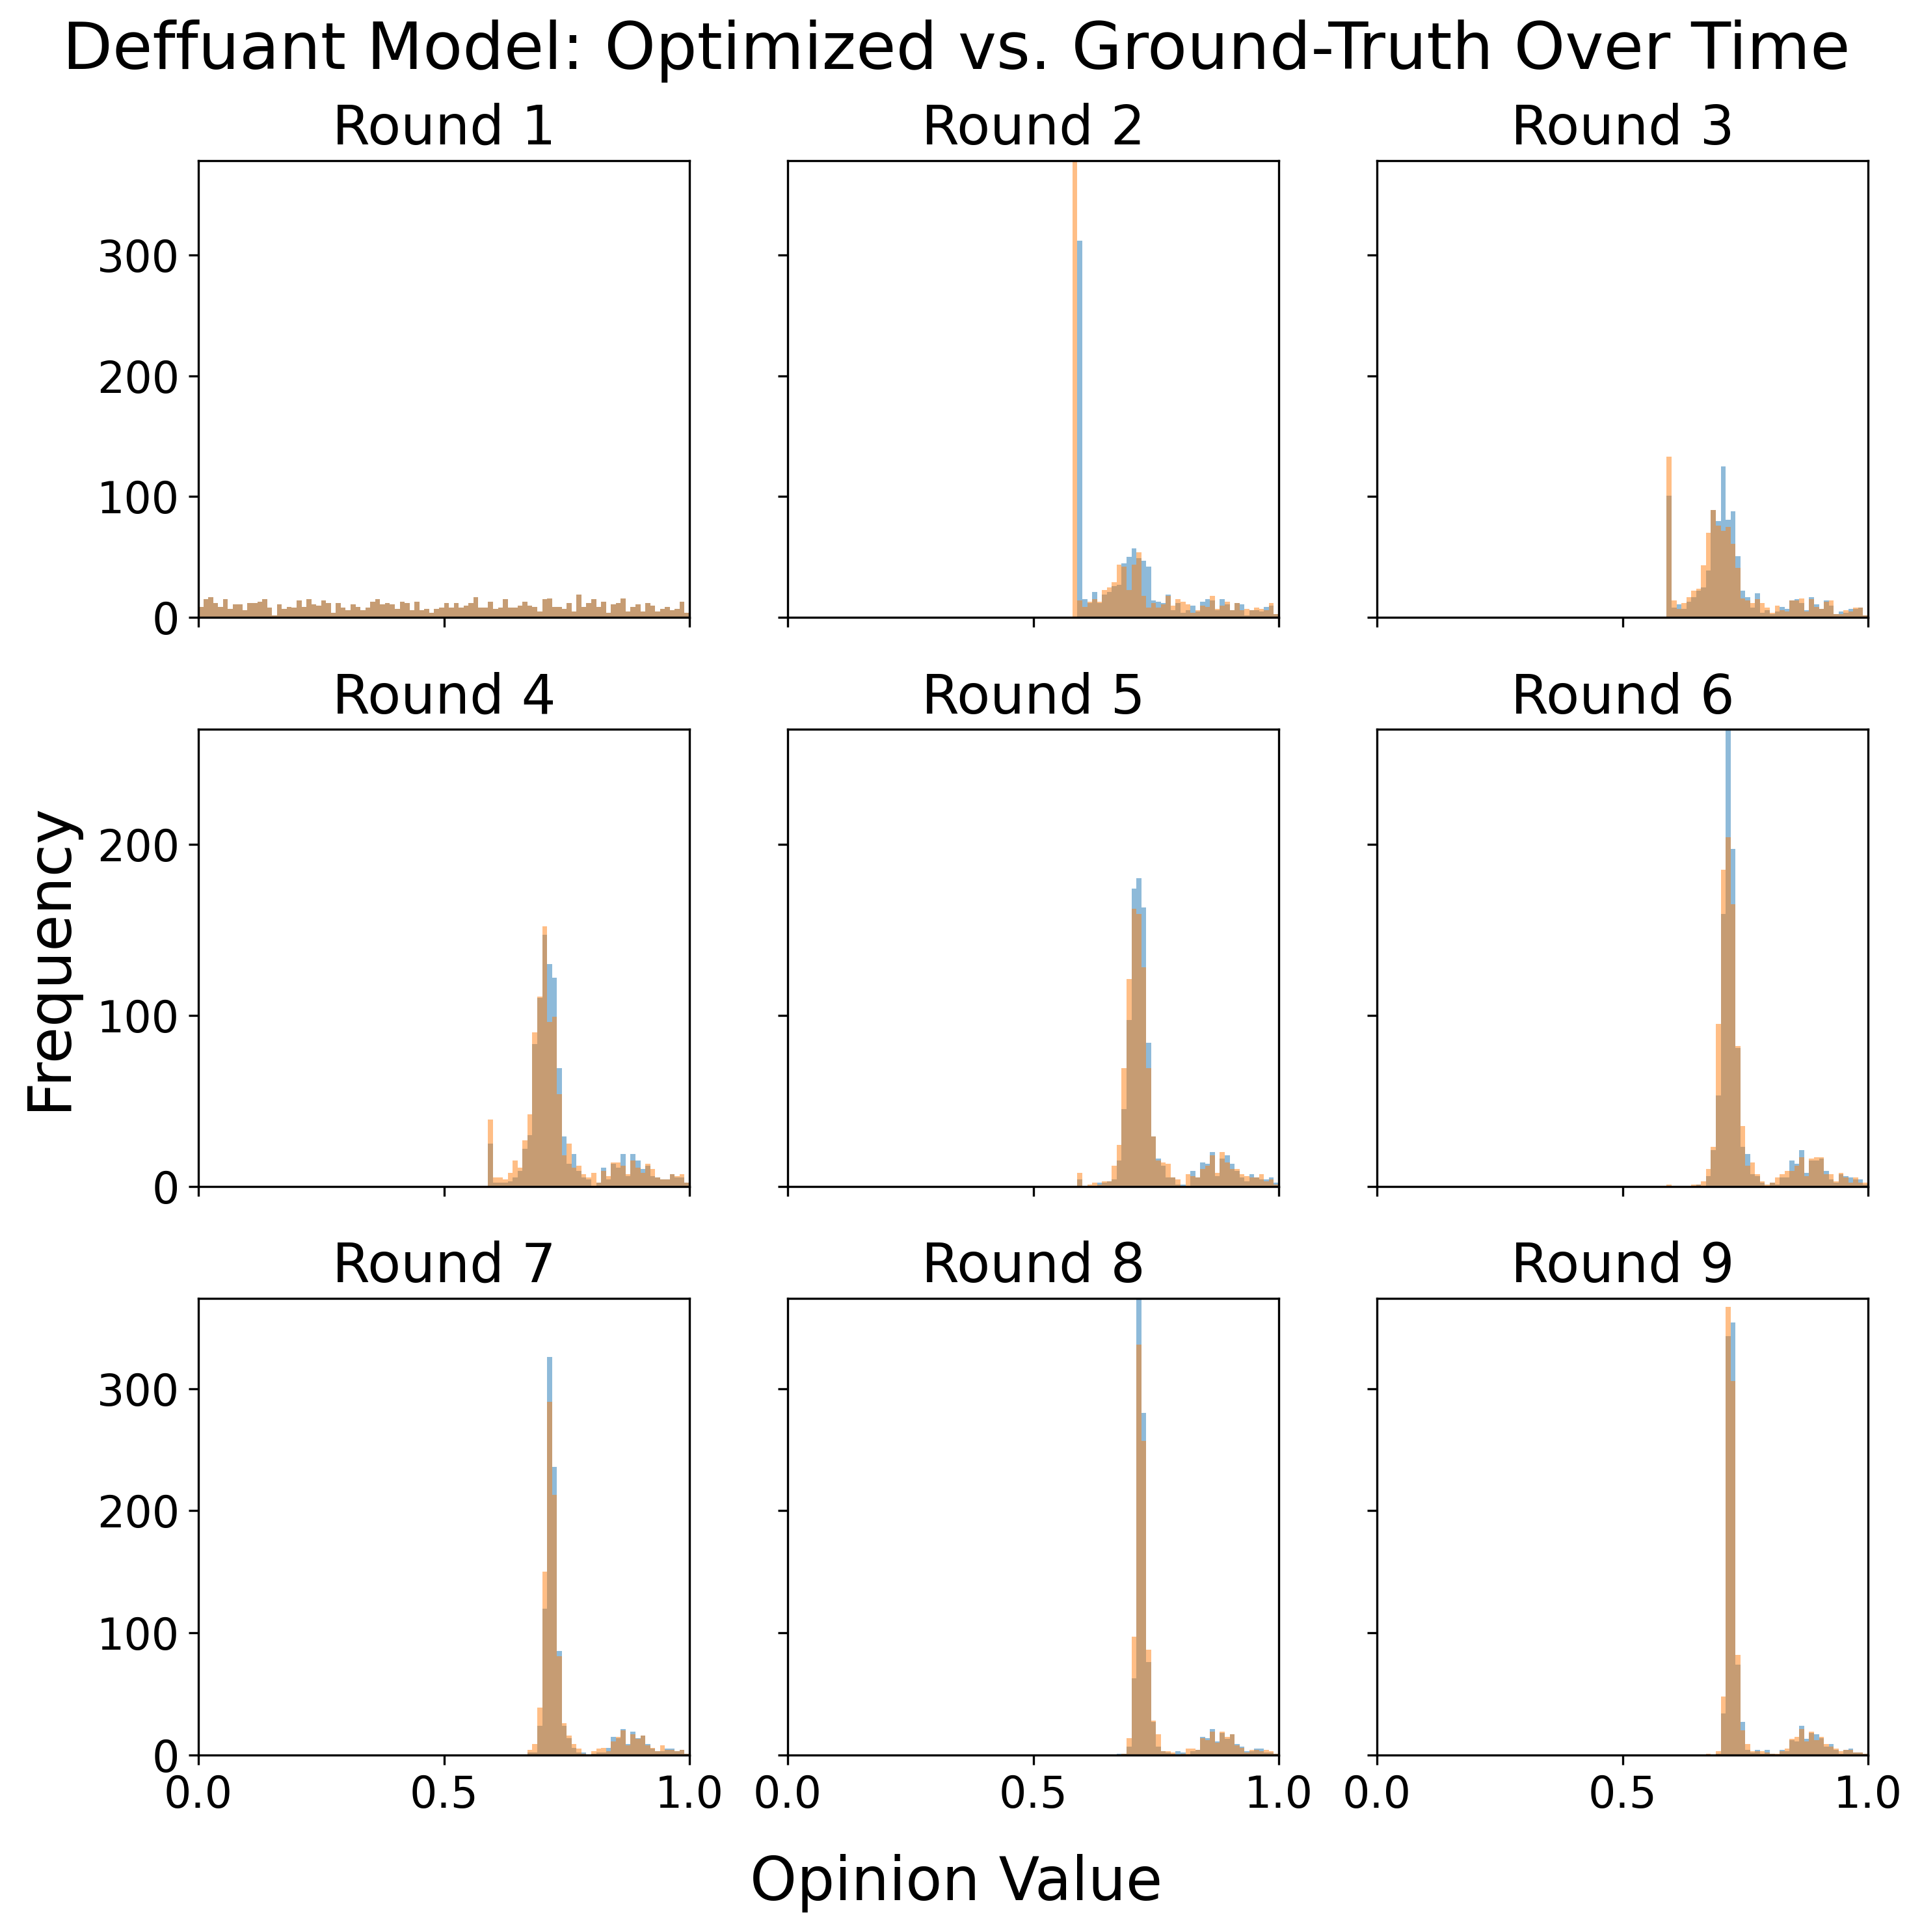 Deffuant Model: Optimized vs. Ground-Truth Over Time
Round 1
Round 2
Round 3
300
200
100
0
Round 4
Round 5
Round 6
Frequency
200
100
0
Round 7
Round 8
Round 9
300
200
100
0
0.0 0.5 1.0 0.0 0.5 1.0 0.0 0.5 1.0
Opinion Value